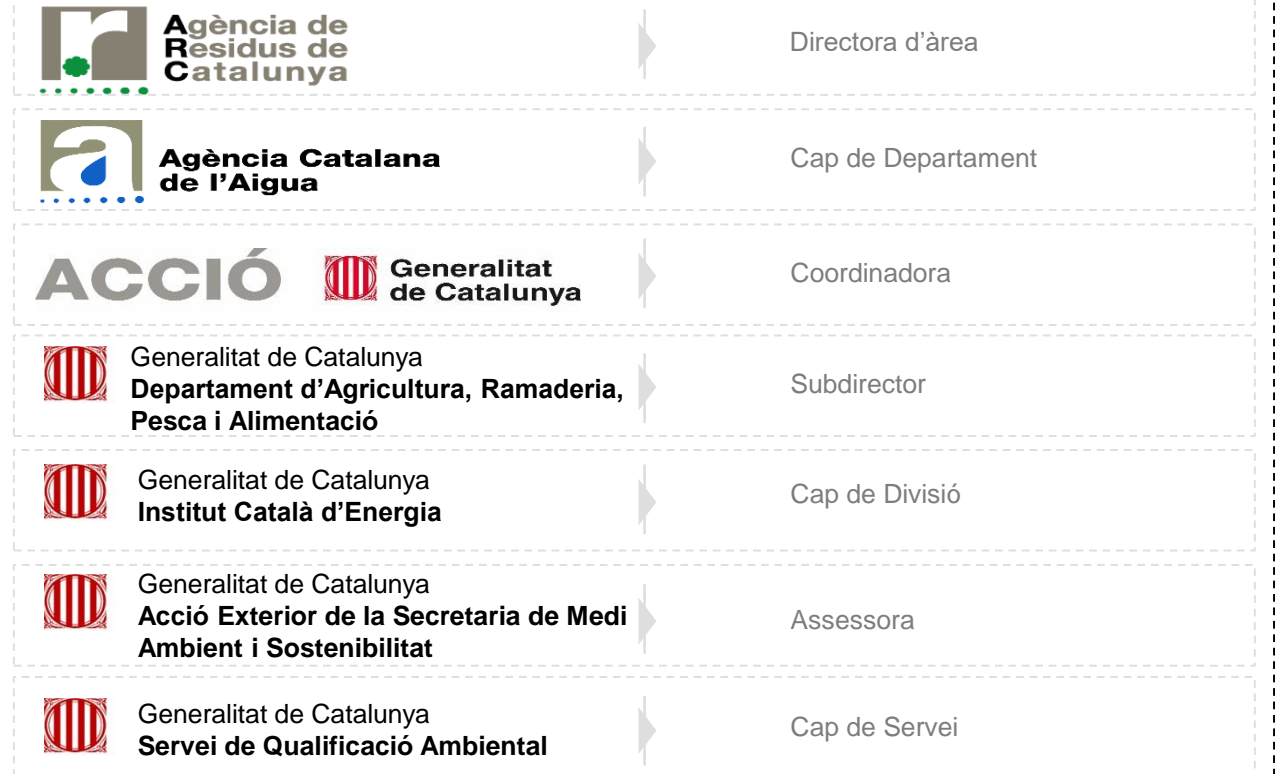 Agència de
Residus de
Catalunya
Directora d'àrea
Agència Catalana
de l'Aigua
Cap de Departament
ACCIÓ
Generalitat
de Catalunya
Coordinadora
Generalitat de Catalunya
Departament d'Agricultura, Ramaderia,
Pesca i Alimentació
Subdirector
Generalitat de Catalunya
Institut Català d'Energia
Cap de Divisió
Generalitat de Catalunya
Acció Exterior de la Secretaria de Medi
Ambient i Sostenibilitat
Assessora
Generalitat de Catalunya
Servei de Qualificació Ambiental
Cap de Servei